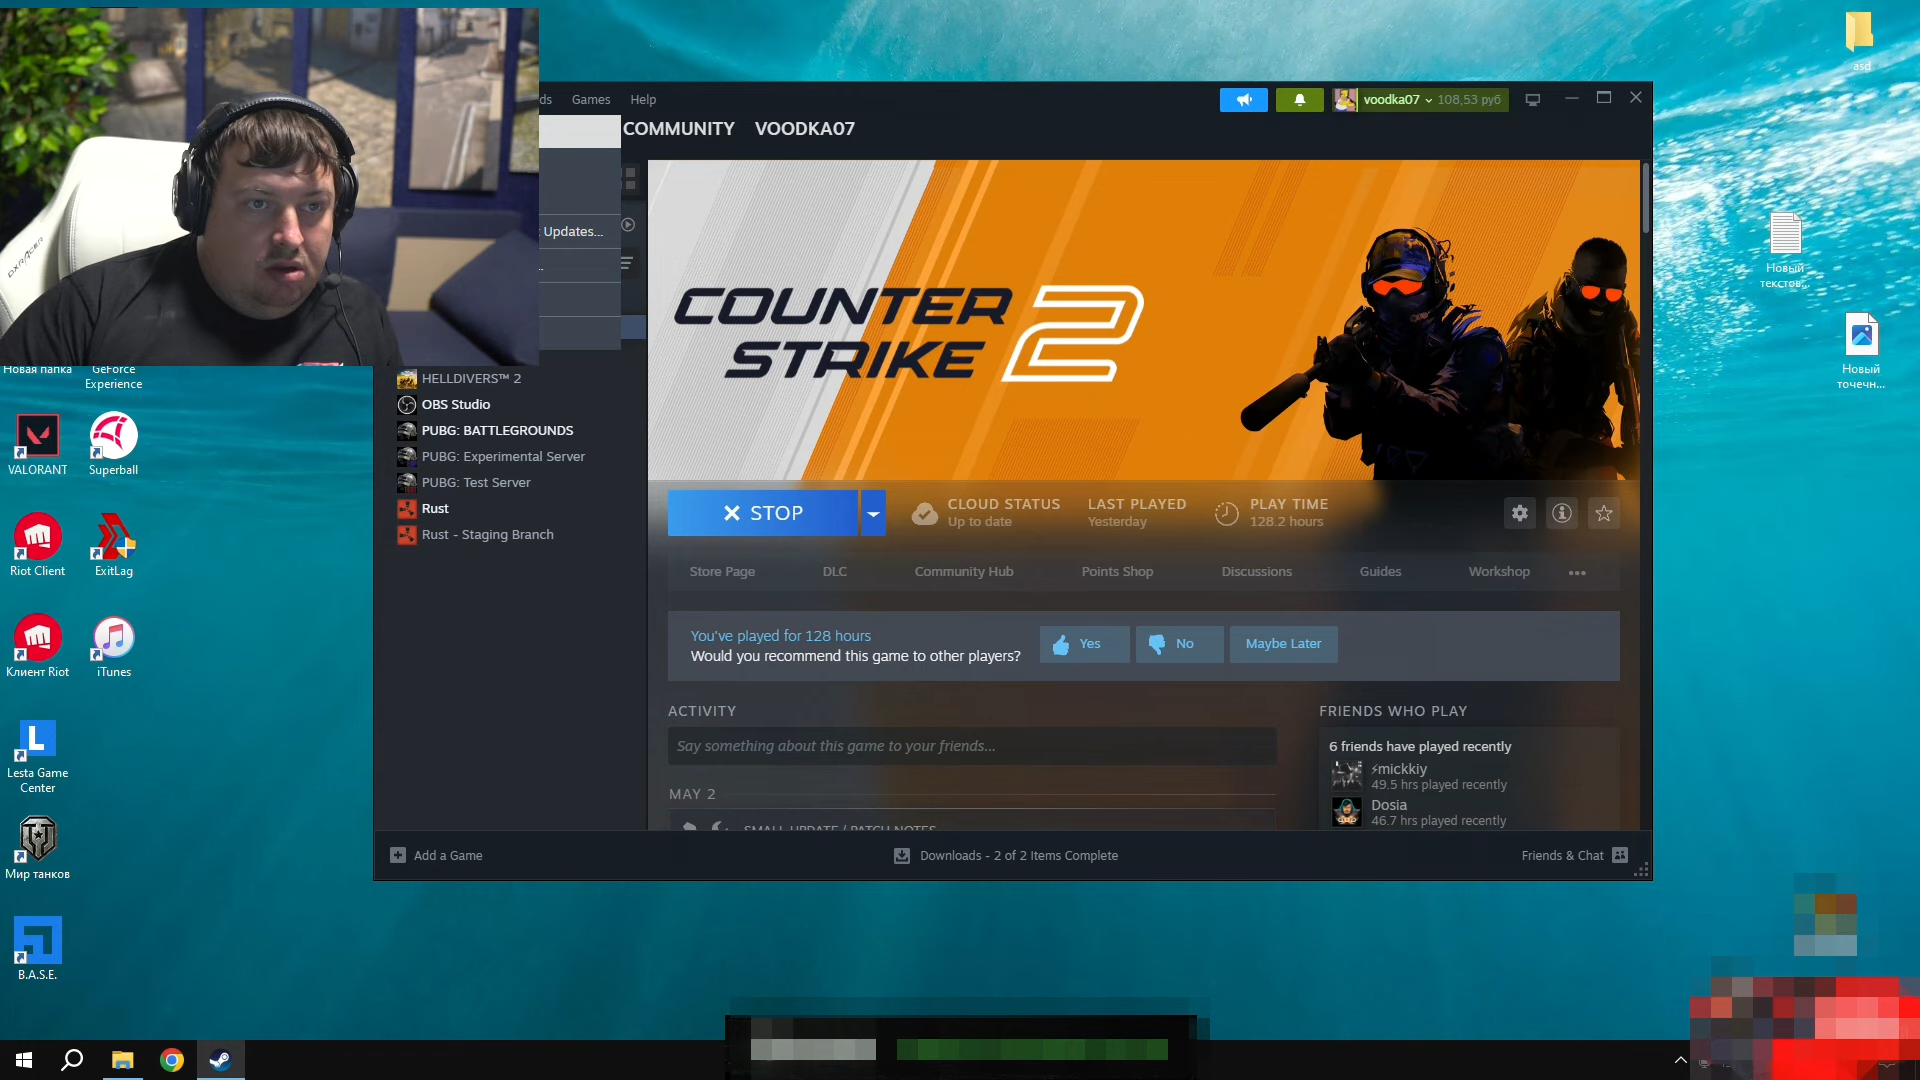 ds Games Help
voodka07 108,53 руб
COMMUNITY VOODKA07
Updates...
COUNTER
STRIKE 2
DXRACER
HELLDIVERS™ 2
OBS Studio
PUBG: BATTLEGROUNDS
PUBG: Experimental Server
PUBG: Test Server
Rust
Rust - Staging Branch
STOP
CLOUD STATUS
Up to date
LAST PLAYED
Yesterday
PLAY TIME
128.2 hours
Store Page DLC Community Hub Points Shop Discussions Guides Workshop
You've played for 128 hours
Would you recommend this game to other players?
Yes No Maybe Later
ACTIVITY
Say something about this game to your friends...
MAY 2
SMALL UPDATE / PATCH NOTES
FRIENDS WHO PLAY
6 friends have played recently
⚡mickkiy
49.5 hrs played recently
Dosia
46.7 hrs played recently
Add a Game
Downloads - 2 of 2 Items Complete
Friends & Chat
Новая папка
GeForce
Experience
VALORANT
Superball
Riot Client
ExitLag
Клиент Riot
iTunes
Lesta Game
Center
Мир танков
B.A.S.E.
asd
Новый
текстов...
Новый
точечн...